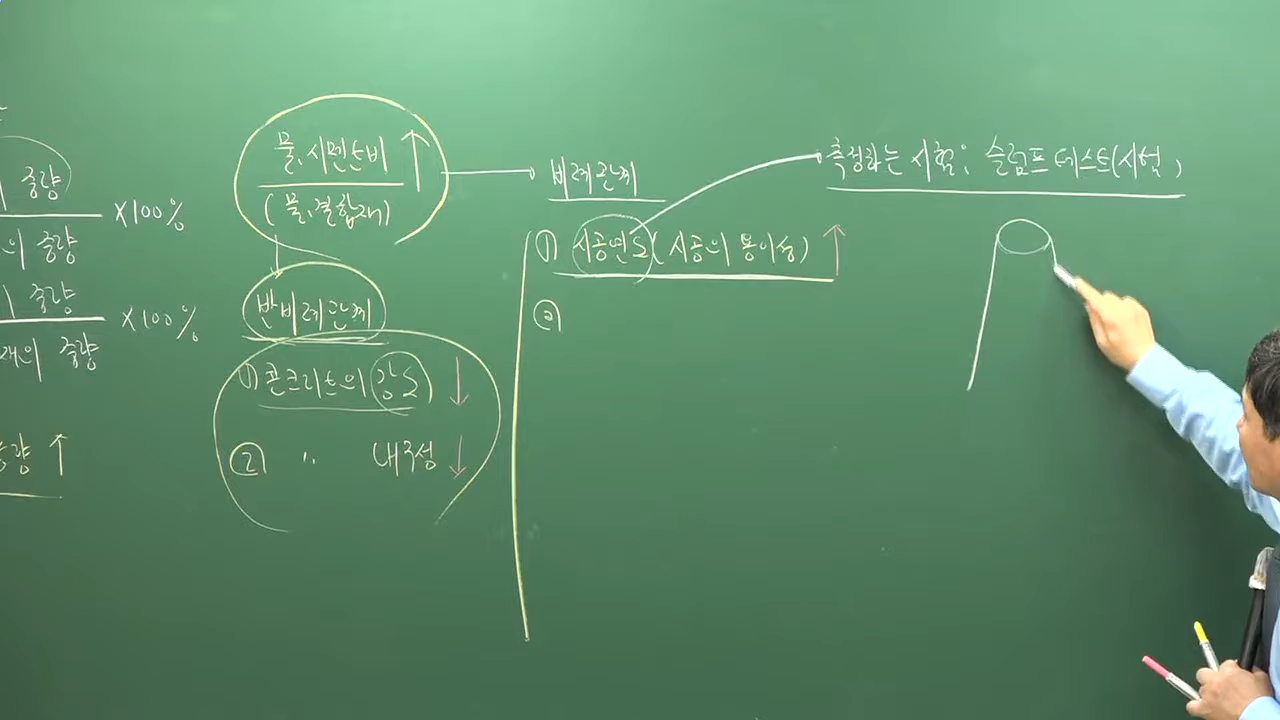 중량
×100%
의 중량
중량
×100%
재의 중량
중량 ↑
물.시멘트비 ↑
(물.결합재)
반비례관계
① 콘크리트의 강도 ↓
② 〃 내구성 ↓
비례관계
① 시공연도(시공의 용이성) ↑
②
측정하는 시험: 슬럼프테스트(시험)